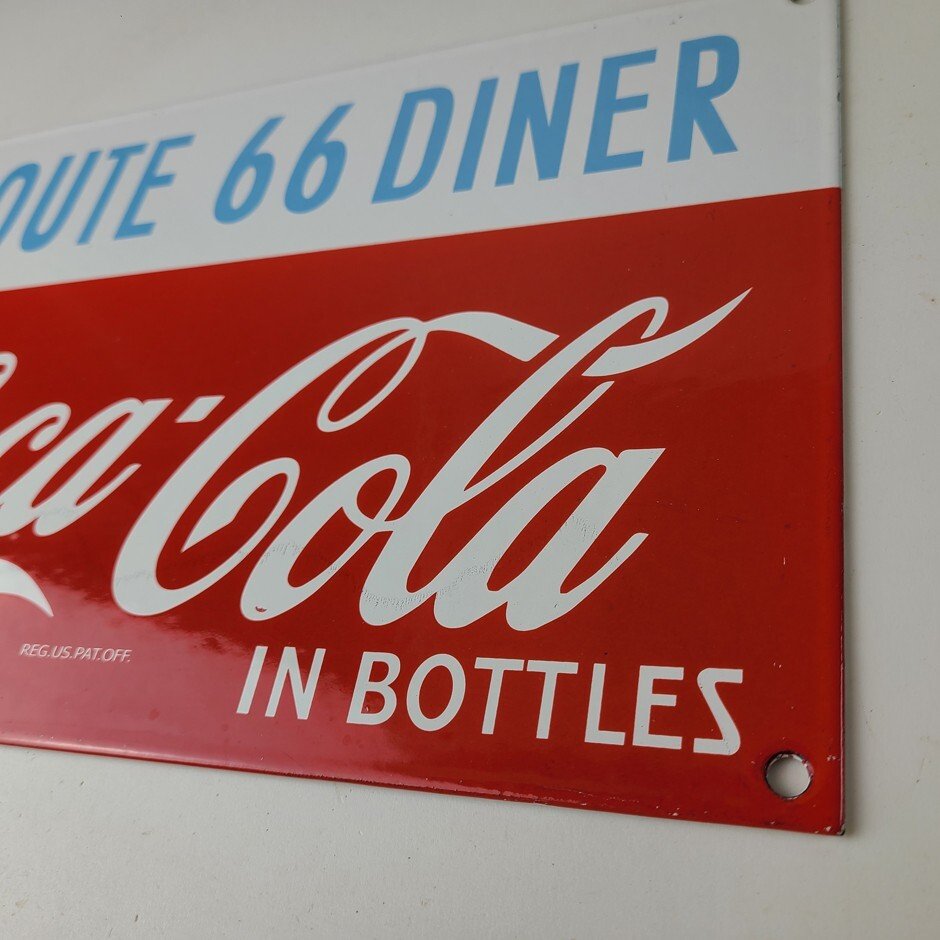 OUTE 66 DINER
ca-Cola
REG.US.PAT.OFF.
IN BOTTLES